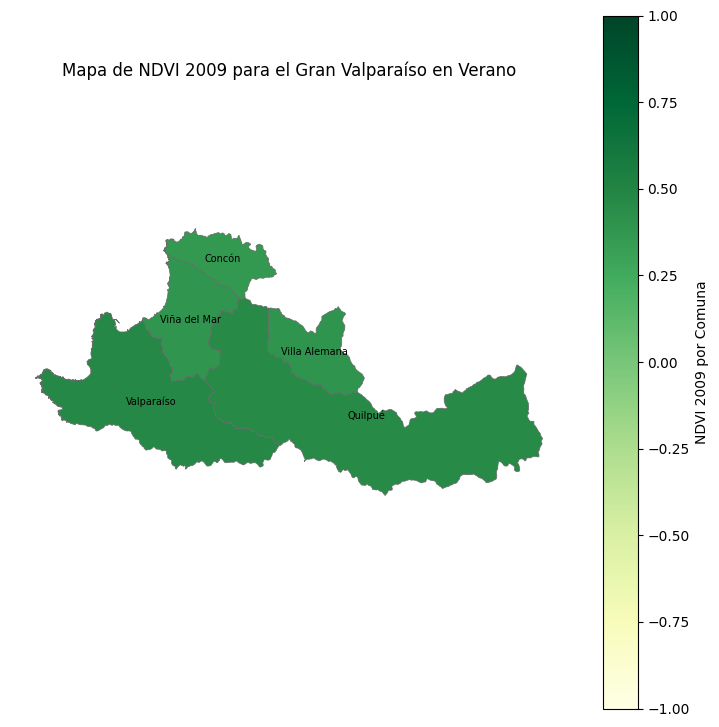 Mapa de NDVI 2009 para el Gran Valparaíso en Verano
Concón
Viña del Mar
Villa Alemana
Valparaíso
Quilpué
1.00
0.75
0.50
0.25
0.00
−0.25
−0.50
−0.75
−1.00
NDVI 2009 por Comuna